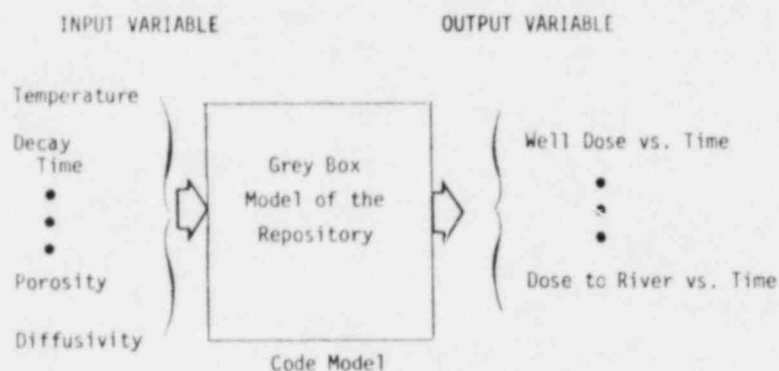 INPUT VARIABLE
OUTPUT VARIABLE
Temperature
Decay
Time
Porosity
Diffusivity
Grey Box
Model of the
Repository
Code Model
Well Dose vs. Time
Dose to River vs. Time